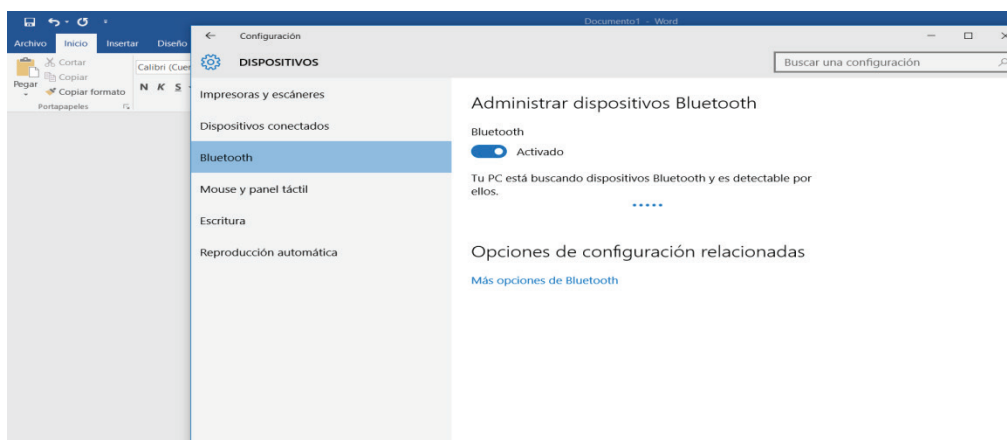 Documento1 - Word
Archivo Inicio Insertar Diseño
Cortar
Copiar
Copiar formato
Pegar
Portapapeles
Calibri (Cuer
N K S
Configuración
DISPOSITIVOS
Buscar una configuración
Impresoras y escáneres
Dispositivos conectados
Bluetooth
Mouse y panel táctil
Escritura
Reproducción automática
Administrar dispositivos Bluetooth
Bluetooth
Activado
Tu PC está buscando dispositivos Bluetooth y es detectable por
ellos.
Opciones de configuración relacionadas
Más opciones de Bluetooth